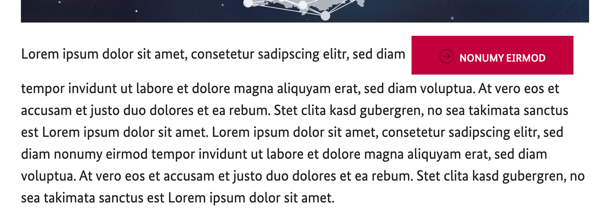 Lorem ipsum dolor sit amet, consetetur sadipscing elitr, sed diam NONUMY EIRMOD
tempor invidunt ut labore et dolore magna aliquyam erat, sed diam voluptua. At vero eos et
accusam et justo duo dolores et ea rebum. Stet clita kasd gubergren, no sea takimata sanctus
est Lorem ipsum dolor sit amet. Lorem ipsum dolor sit amet, consetetur sadipscing elitr, sed
diam nonumy eirmod tempor invidunt ut labore et dolore magna aliquyam erat, sed diam
voluptua. At vero eos et accusam et justo duo dolores et ea rebum. Stet clita kasd gubergren, no
sea takimata sanctus est Lorem ipsum dolor sit amet.